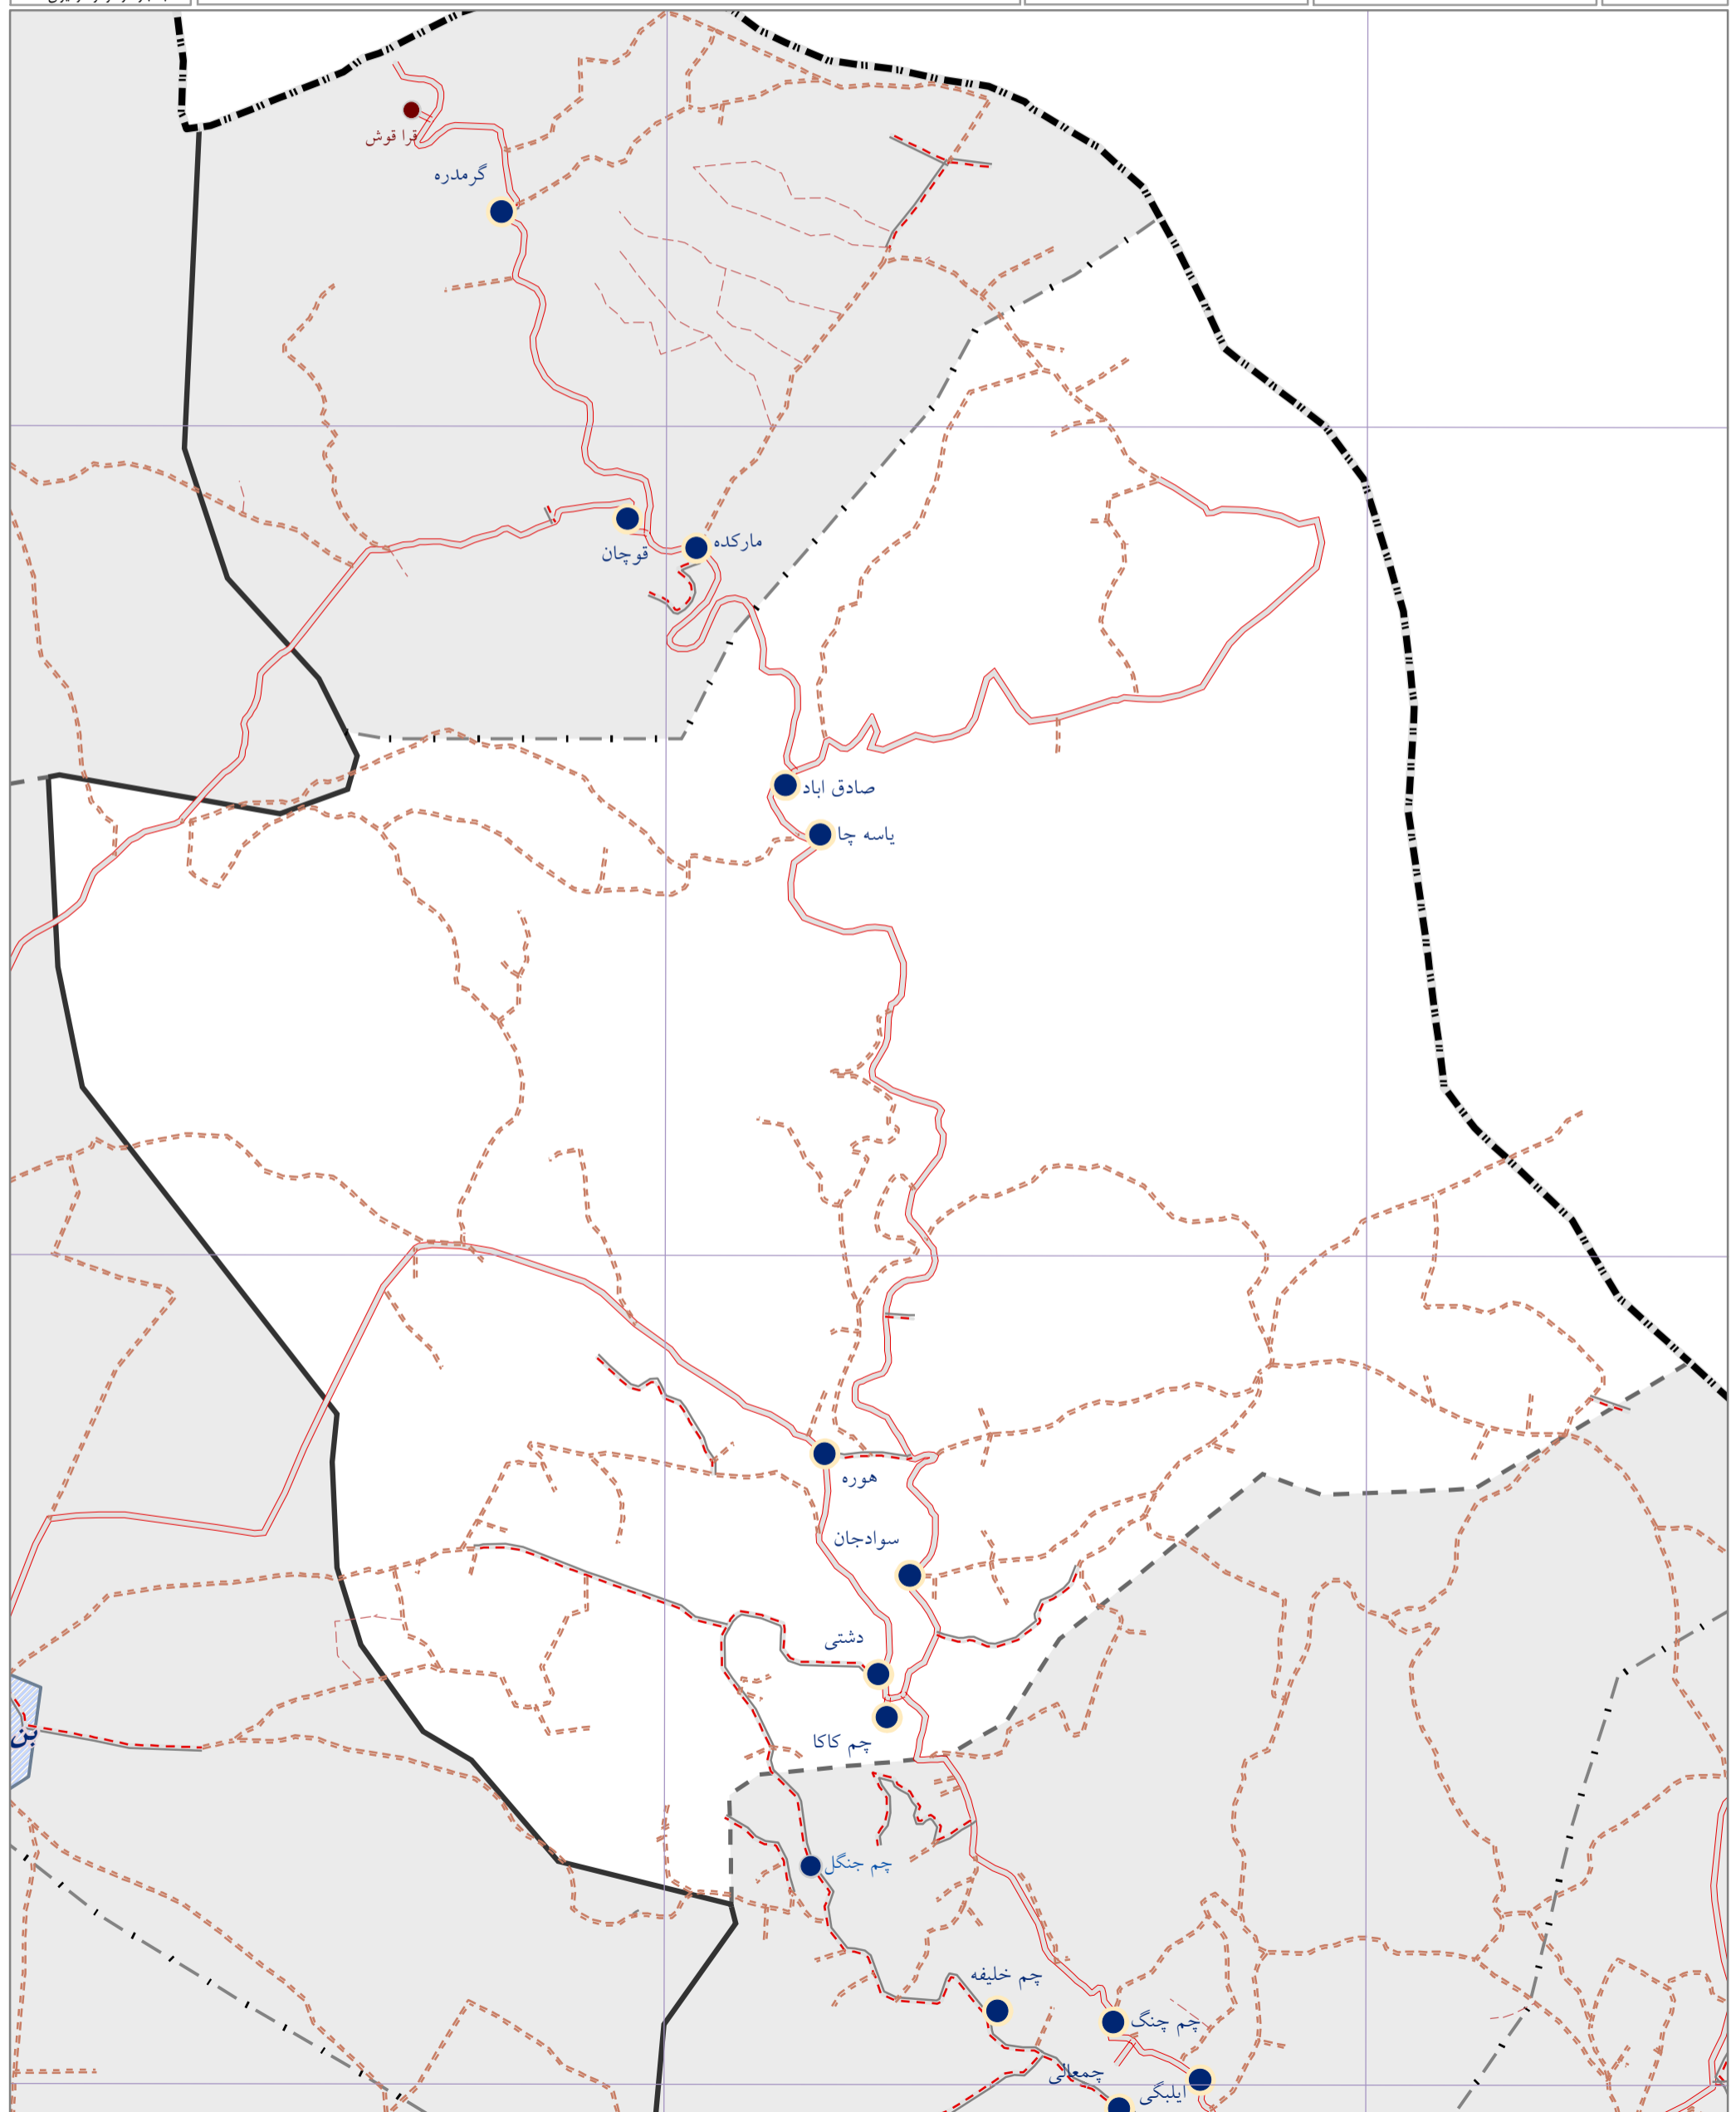 قرا قوش
گرمدره
مارکده
قوچان
صادق اباد
یاسه چا
هوره
سوادجان
دشتی
بن
چم کاکا
چم جنگل
چم خلیفه
چم چنگ
چمعالی
ایلبگی